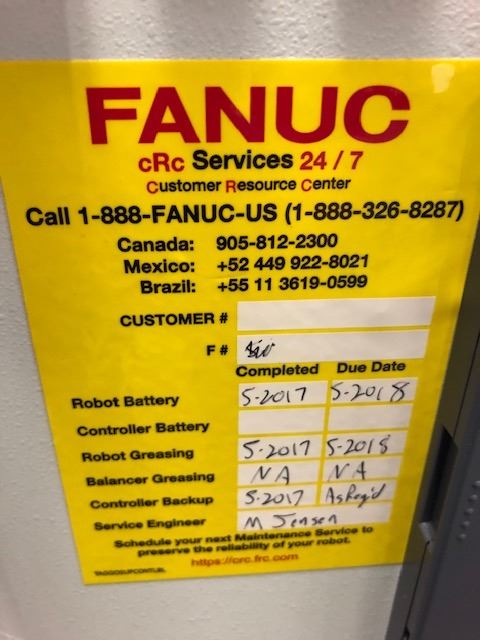 FANUC
cRc Services 24 / 7
Customer Resource Center
Call 1-888-FANUC-US (1-888-326-8287)
Canada: 905-812-2300
Mexico: +52 449 922-8021
Brazil: +55 11 3619-0599
CUSTOMER #
F #
Completed Due Date
Robot Battery 5-2017 5-2018
Controller Battery
Robot Greasing 5-2017 5-2018
Balancer Greasing NA NA
Controller Backup 5-2017 As Req'd
Service Engineer M Jensen
Schedule your next Maintenance Service to
preserve the reliability of your robot.
https://crc.frc.com